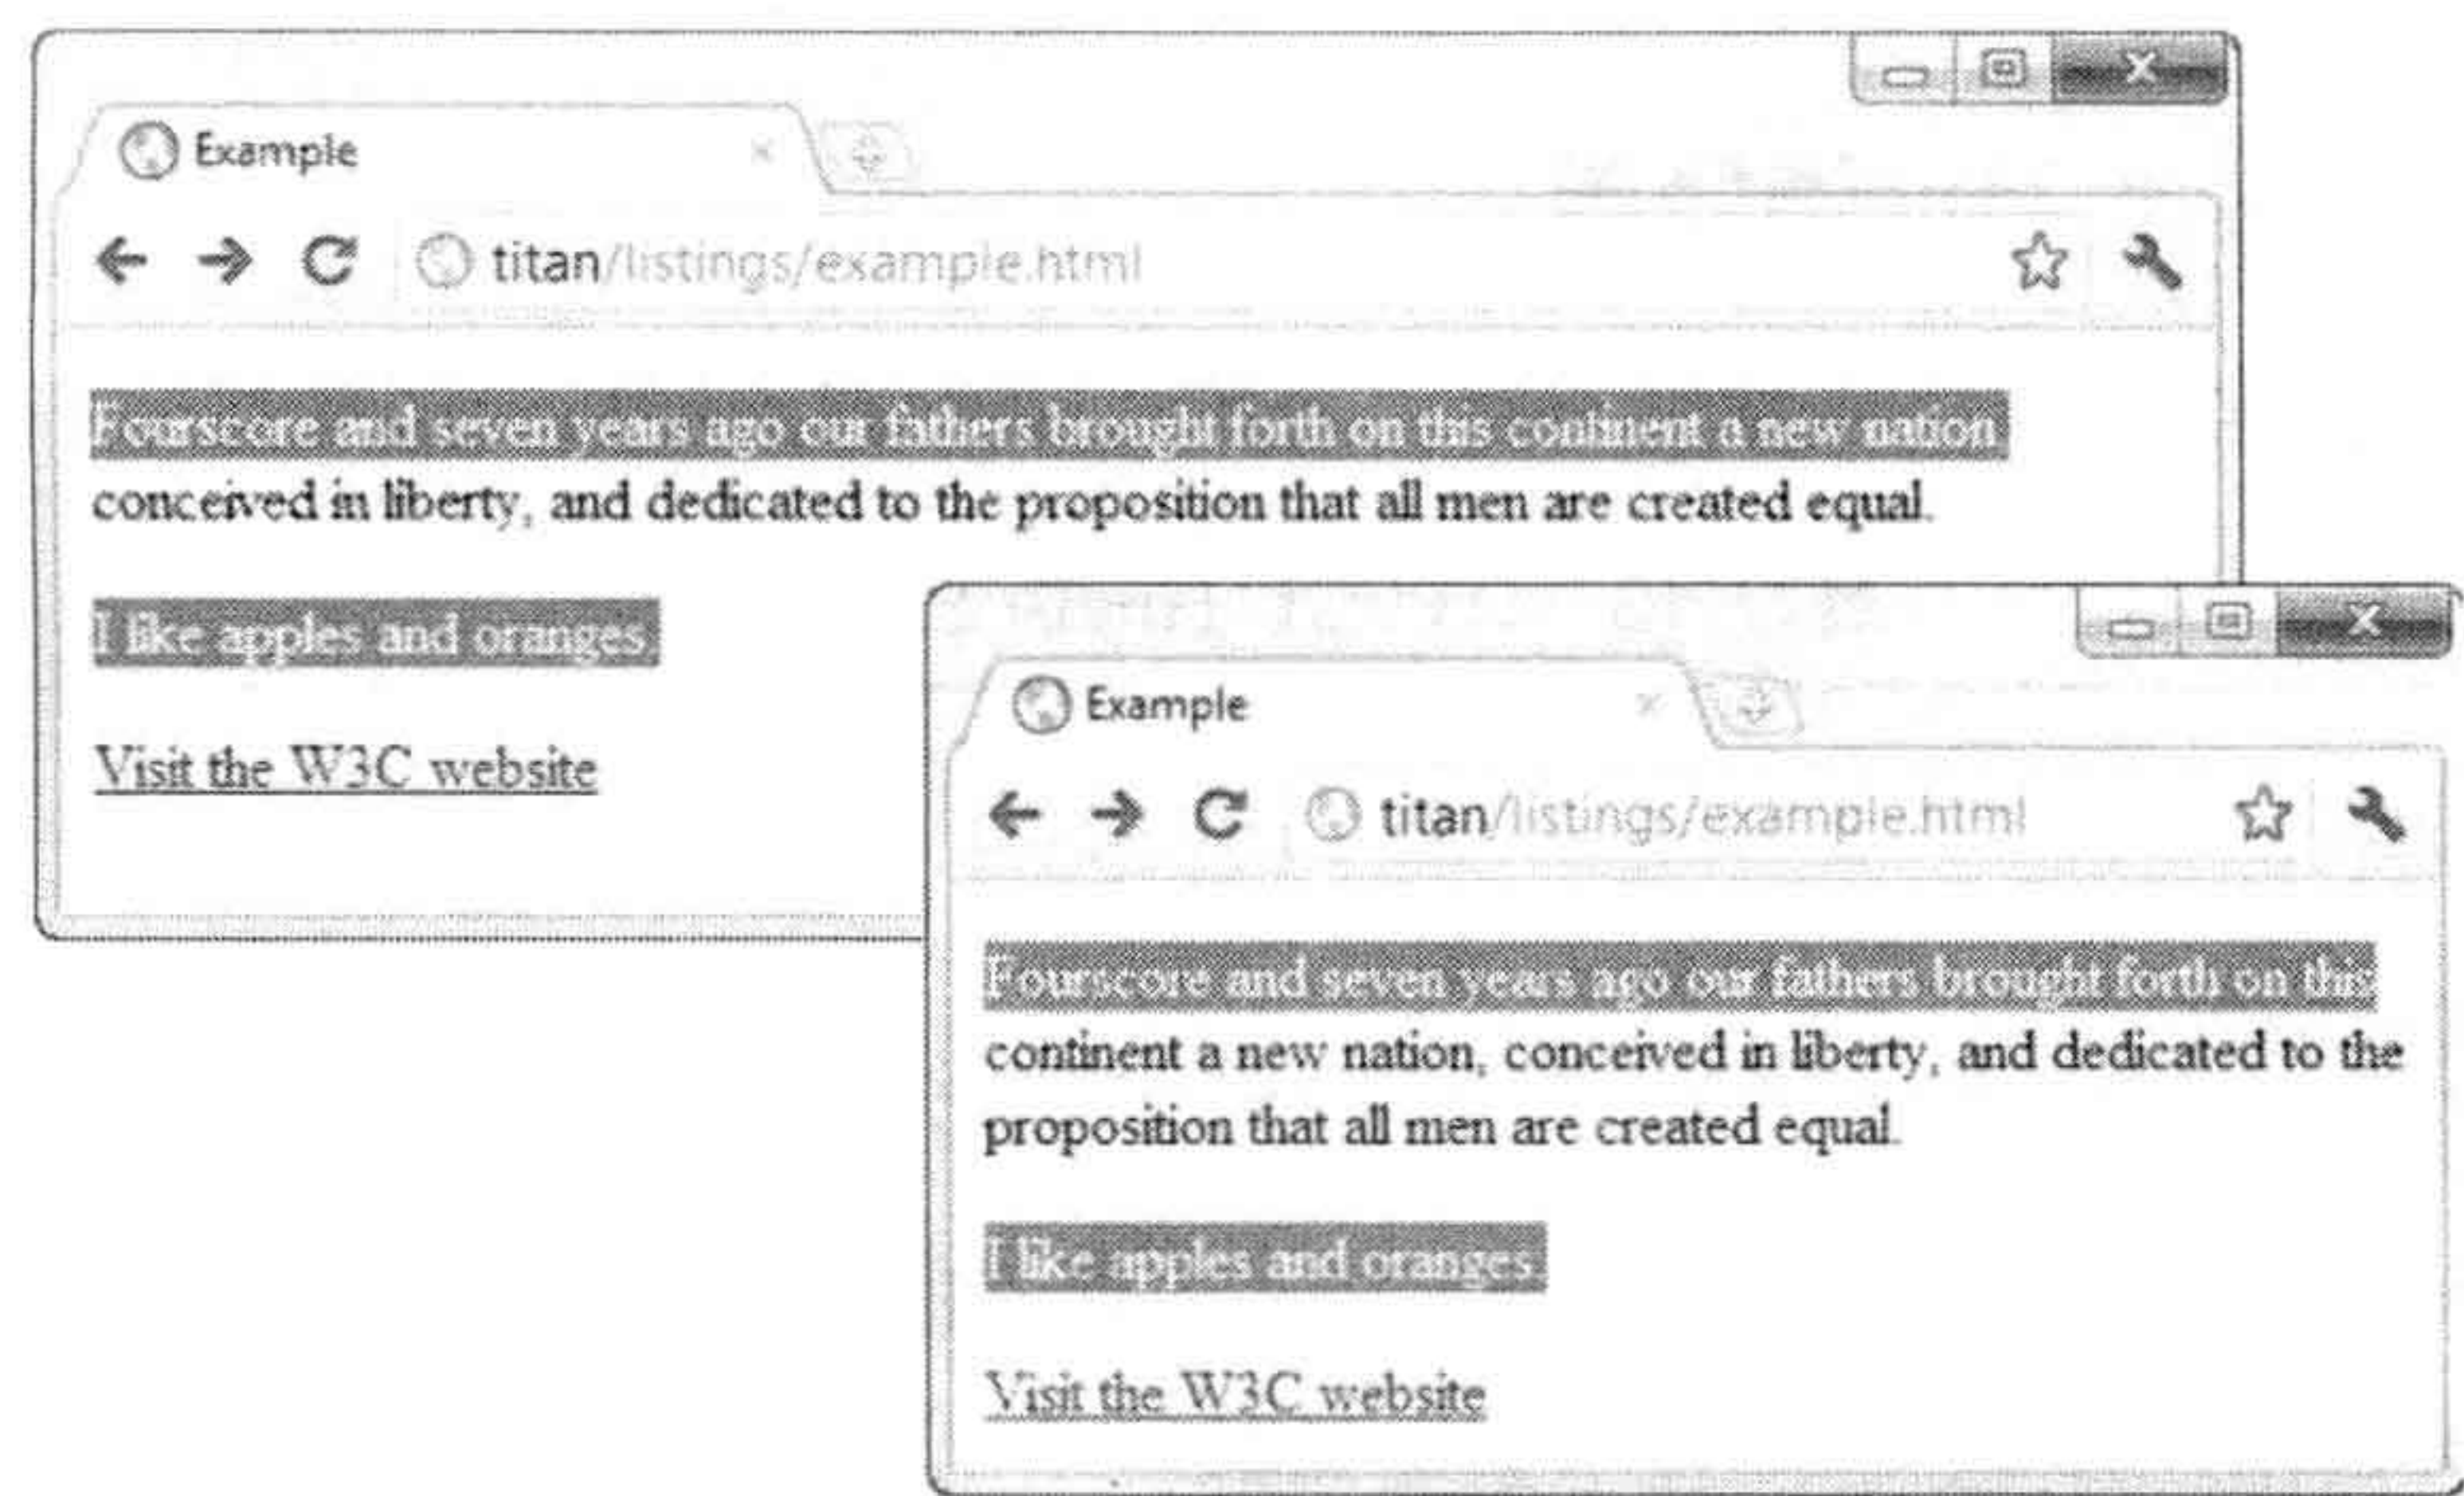 Example
titan/listings/example.html
Fourscore and seven years ago our fathers brought forth on this continent a new nation
conceived in liberty, and dedicated to the proposition that all men are created equal.
I like apples and oranges
Visit the W3C website
Example
titan/listings/example.html
Fourscore and seven years ago our fathers brought forth on this
continent a new nation, conceived in liberty, and dedicated to the
proposition that all men are created equal.
I like apples and oranges
Visit the W3C website